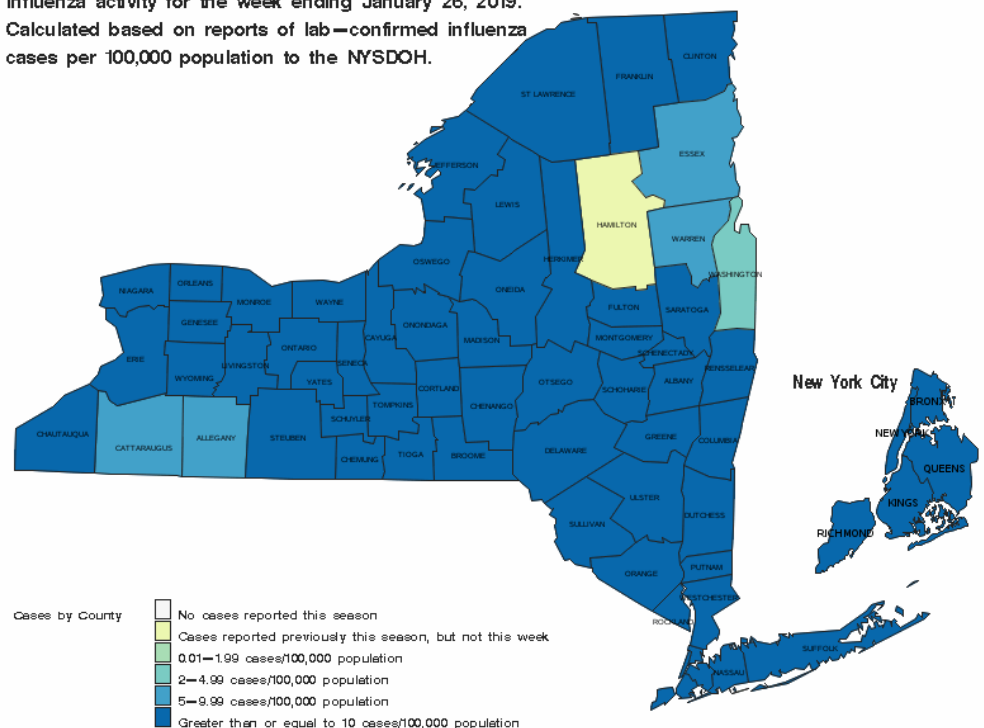 Influenza activity for the week ending January 26, 2019.
Calculated based on reports of lab-confirmed influenza
cases per 100,000 population to the NYSDOH.
CLINTON
FRANKLIN
ST LAWRENCE
ESSEX
JEFFERSON
LEWIS
HAMILTON
WARREN
HERKIMER
OSWEGO
WASHINGTON
NIAGARA
ORLEANS
MONROE
WAYNE
ONEIDA
FULTON
SARATOGA
GENESEE
ONONDAGA
CAYUGA
MADISON
MONTGOMERY
ERIE
ONTARIO
SENECA
SCHENECTADY
LIVINGSTON
RENSSELAER
WYOMING
YATES
CORTLAND
OTSEGO
SCHOHARIE
ALBANY
New York City
TOMPKINS
CHENANGO
SCHUYLER
BRONX
CHAUTAUQUA
CATTARAUGUS
ALLEGANY
STEUBEN
GREENE
COLUMBIA
NEW YORK
CHEMUNG
TIOGA
BROOME
DELAWARE
QUEENS
ULSTER
KINGS
SULLIVAN
DUTCHESS
RICHMOND
ORANGE
PUTNAM
WESTCHESTER
ROCKLAND
SUFFOLK
NASSAU
Cases by County
No cases reported this season
Cases reported previously this season, but not this week
0.01-1.99 cases/100,000 population
2-4.99 cases/100,000 population
5-9.99 cases/100,000 population
Greater than or equal to 10 cases/100,000 population